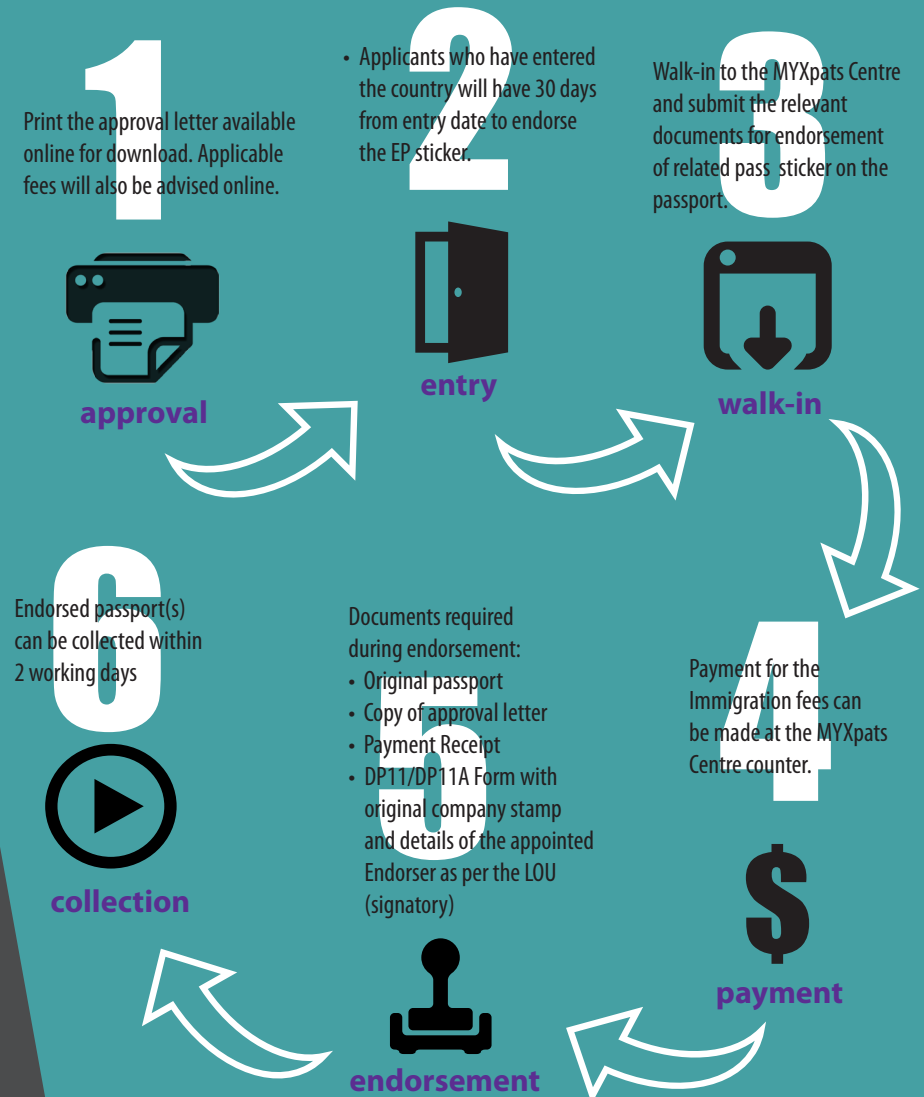 1
Print the approval letter available
online for download. Applicable
fees will also be advised online.
approval
2
• Applicants who have entered
the country will have 30 days
from entry date to endorse
the EP sticker.
entry
3
Walk-in to the MYXpats Centre
and submit the relevant
documents for endorsement
of related pass sticker on the
passport.
walk-in
4
Payment for the
Immigration fees can
be made at the MYXpats
Centre counter.
$
payment
5
Documents required
during endorsement:
• Original passport
• Copy of approval letter
• Payment Receipt
• DP11/DP11A Form with
original company stamp
and details of the appointed
Endorser as per the LOU
(signatory)
endorsement
6
Endorsed passport(s)
can be collected within
2 working days
collection